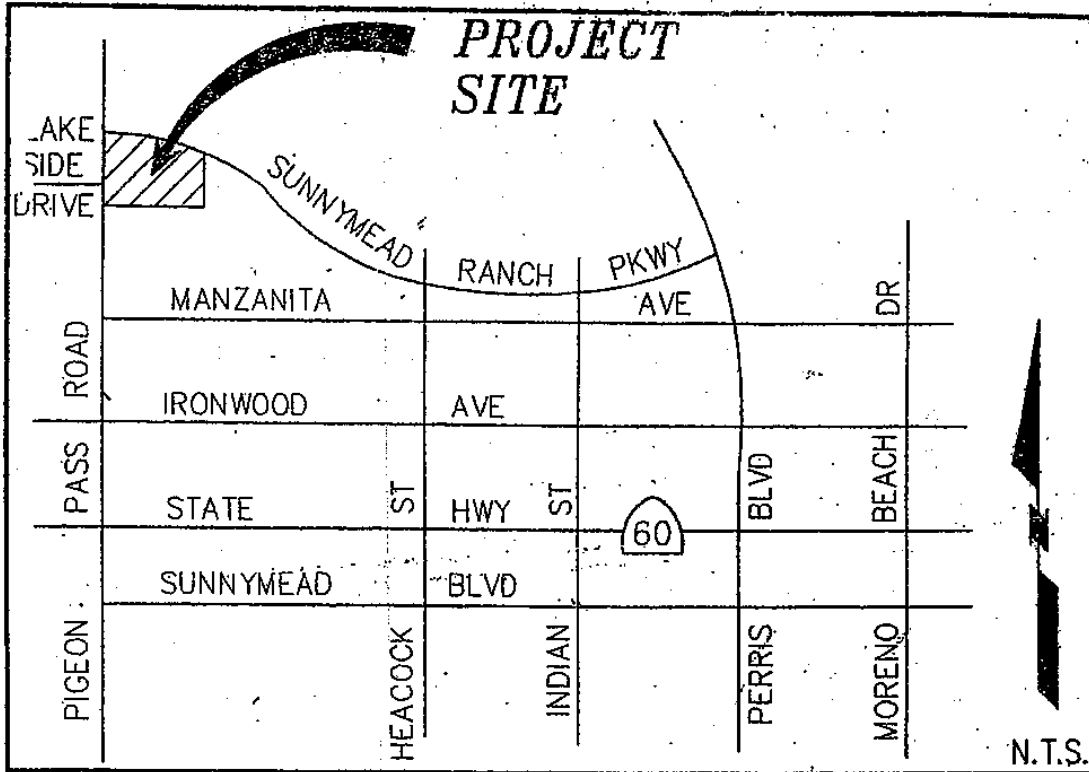 PROJECT
SITE
LAKE
SIDE
DRIVE
SUNNYMEAD RANCH PKWY
MANZANITA AVE
IRONWOOD AVE
STATE HWY
60
SUNNYMEAD BLVD
PIGEON PASS ROAD
HEACOCK ST
INDIAN ST
PERRIS BLVD
MORENO BEACH DR
N.T.S.